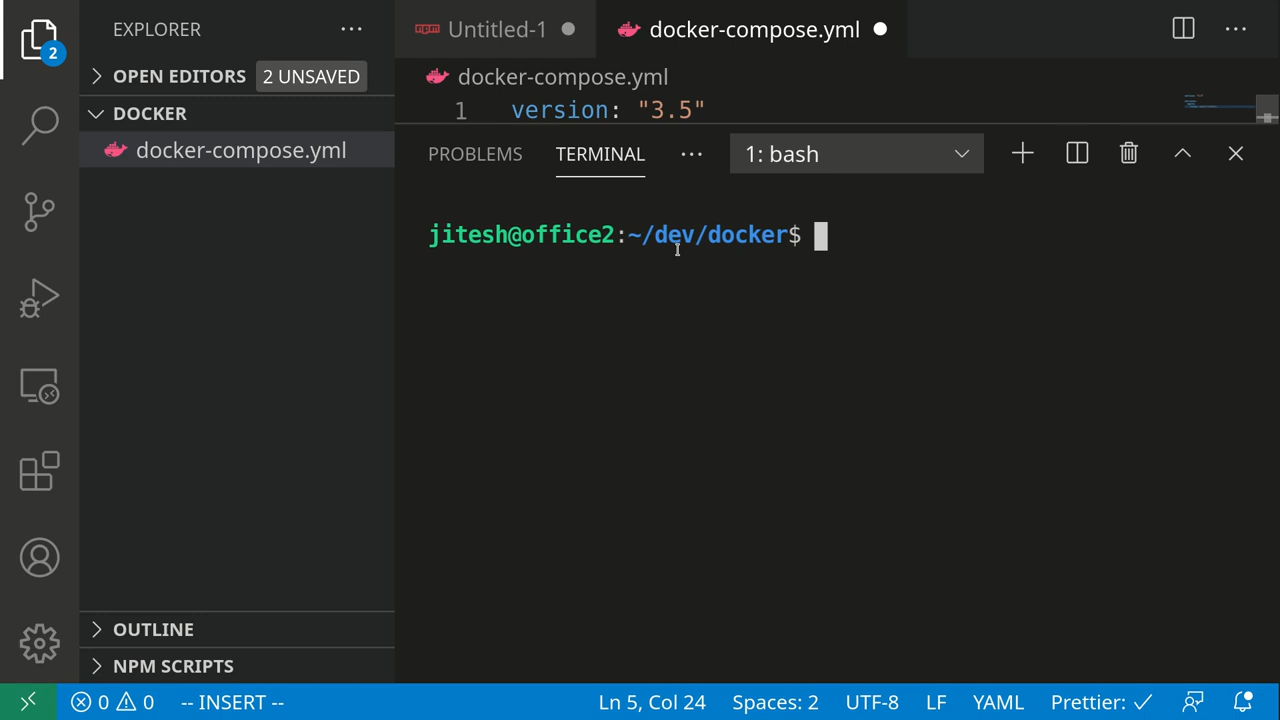 EXPLORER
2
OPEN EDITORS 2 UNSAVED
DOCKER
docker-compose.yml
OUTLINE
NPM SCRIPTS
Untitled-1
docker-compose.yml
docker-compose.yml
1 version: "3.5"
PROBLEMS TERMINAL 1: bash
jitesh@office2:~/dev/docker$
0 0 -- INSERT -- Ln 5, Col 24 Spaces: 2 UTF-8 LF YAML Prettier: ✓